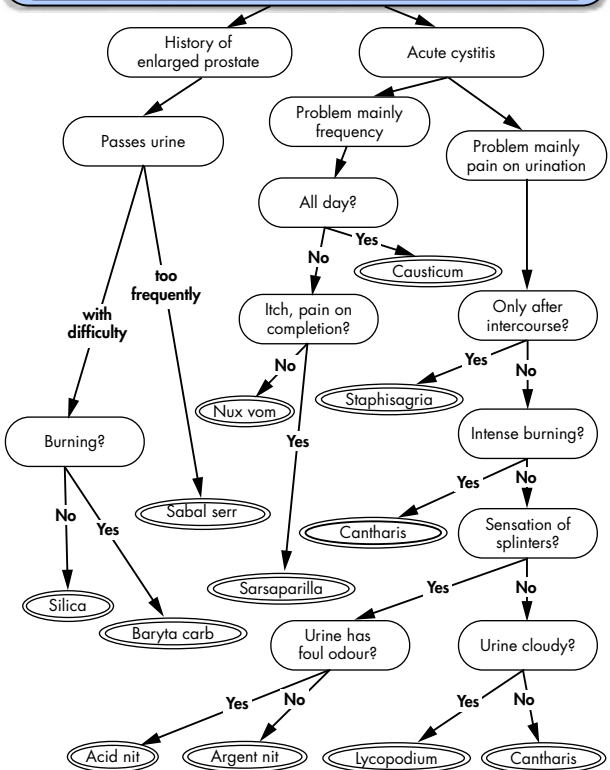 History of
enlarged prostate
Acute cystitis
Problem mainly
frequency
Passes urine
Problem mainly
pain on urination
All day?
Yes
No
Causticum
too
frequently
with
difficulty
Itch, pain on
completion?
Only after
intercourse?
Yes
No
No
Nux vom
Staphisagria
Yes
Burning?
Intense burning?
Yes
No
Sabal serr
Cantharis
Sensation of
splinters?
No
Yes
Silica
Baryta carb
Sarsaparilla
Yes
No
Urine has
foul odour?
Urine cloudy?
Yes
No
Yes
No
Acid nit
Argent nit
Lycopodium
Cantharis